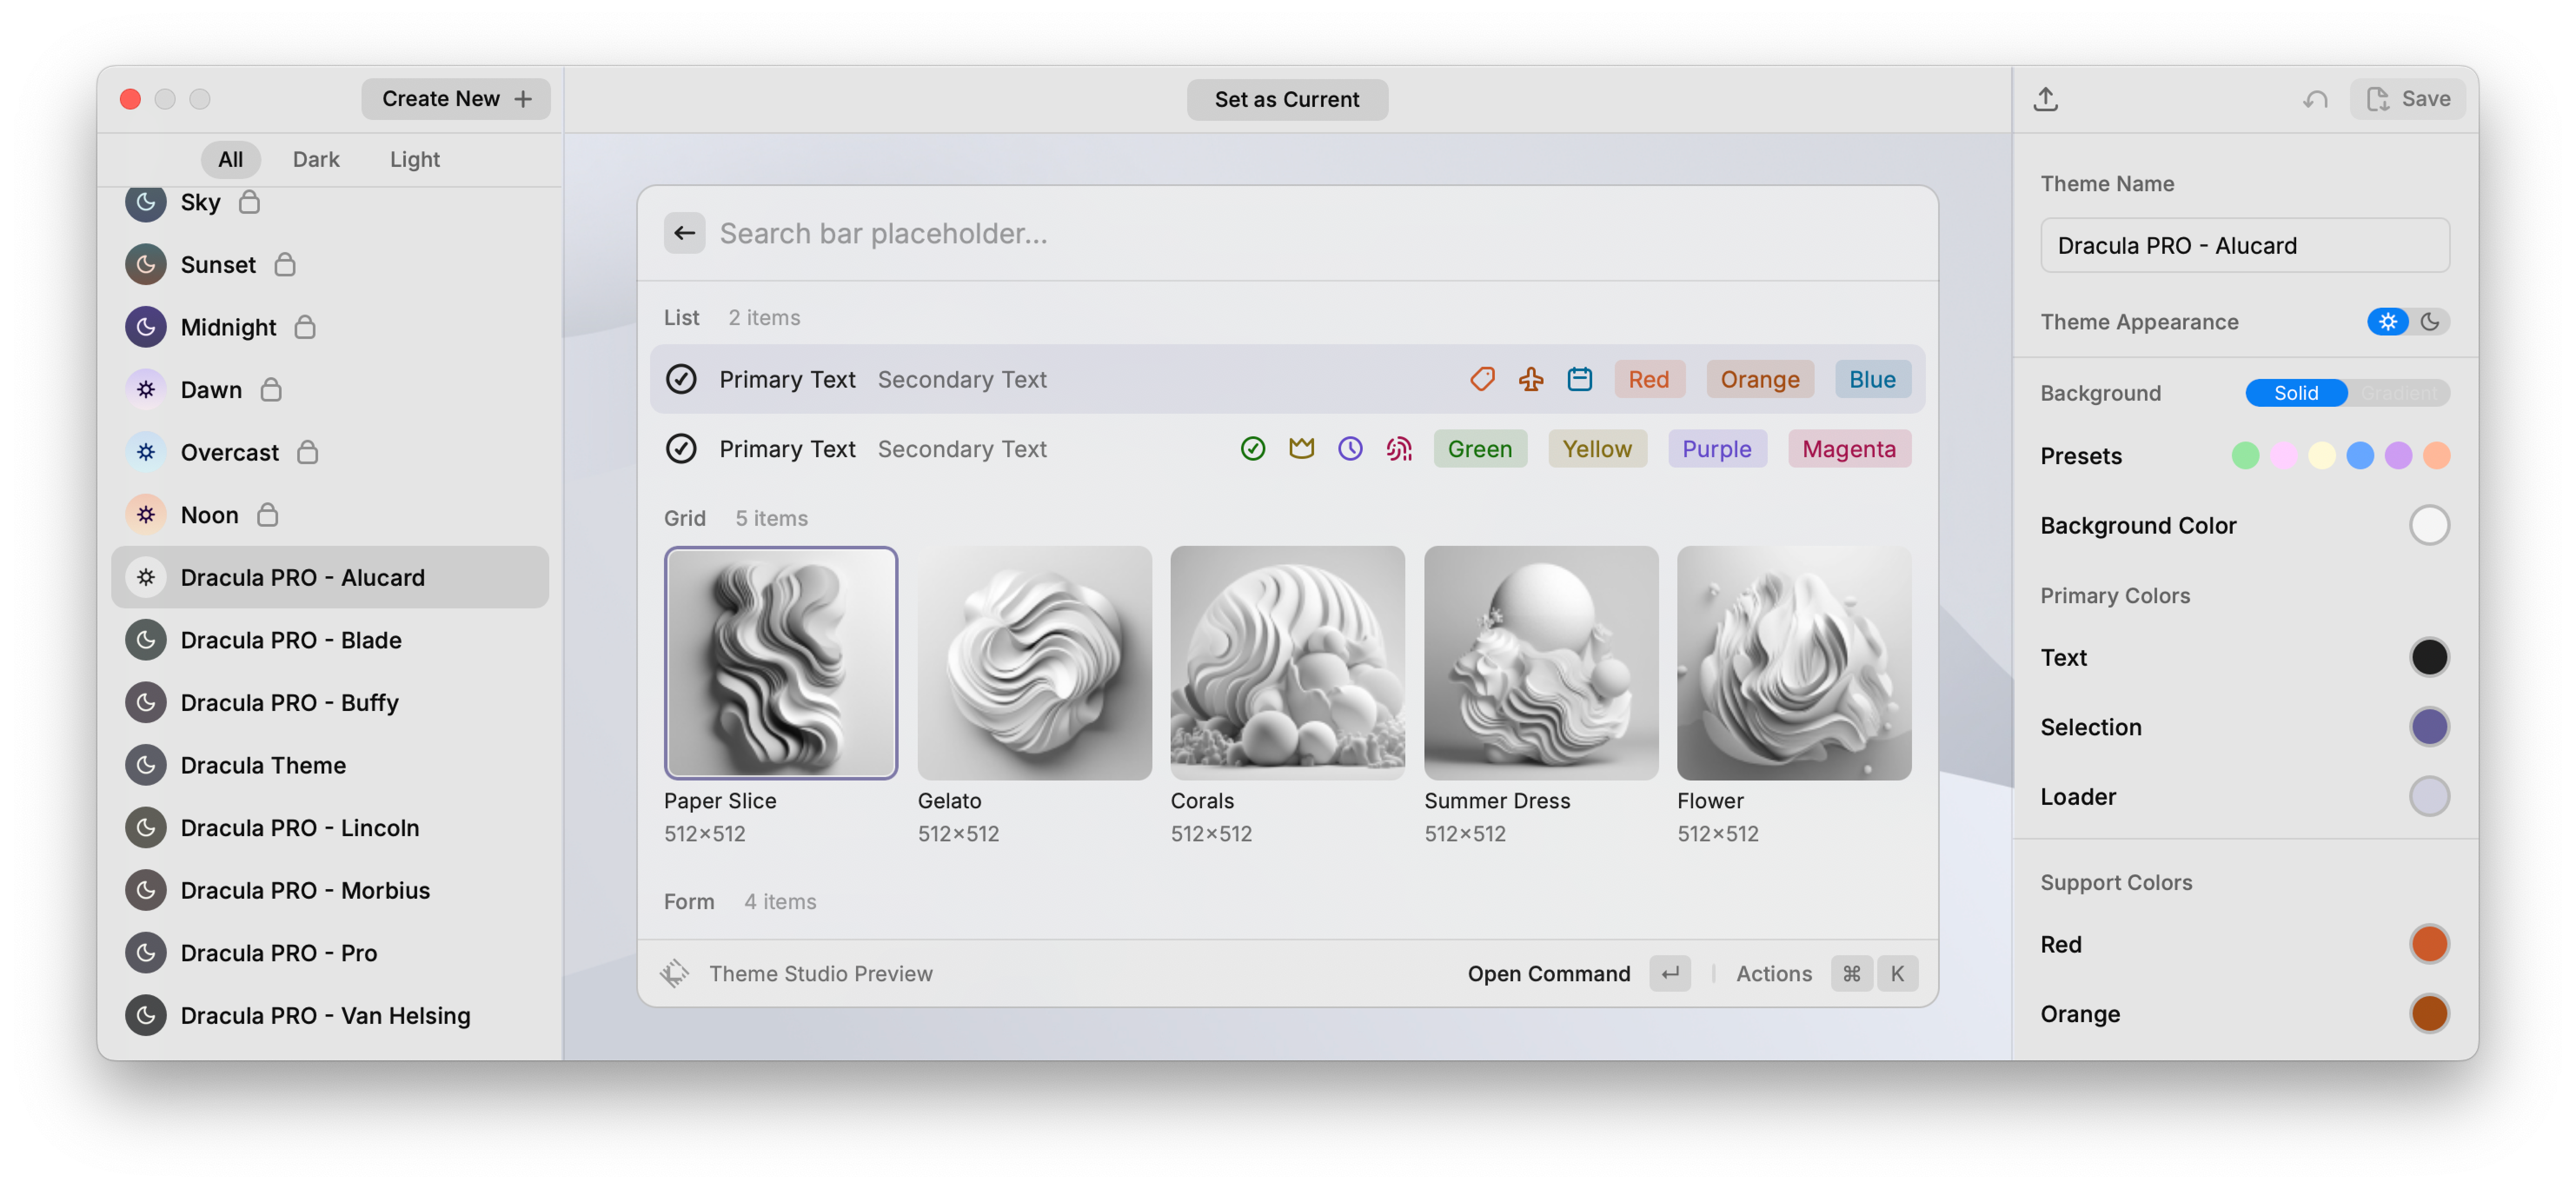 Create New
All Dark Light
Sky
Sunset
Midnight
Dawn
Overcast
Noon
Dracula PRO - Alucard
Dracula PRO - Blade
Dracula PRO - Buffy
Dracula Theme
Dracula PRO - Lincoln
Dracula PRO - Morbius
Dracula PRO - Pro
Dracula PRO - Van Helsing
Set as Current
Search bar placeholder...
List 2 items
Primary Text Secondary Text Red Orange Blue
Primary Text Secondary Text Green Yellow Purple Magenta
Grid 5 items
Paper Slice Gelato Corals Summer Dress Flower
512×512 512×512 512×512 512×512 512×512
Form 4 items
Theme Studio Preview Open Command ↵ Actions ⌘ K
Save
Theme Name
Dracula PRO - Alucard
Theme Appearance
Background Solid Gradient
Presets
Background Color
Primary Colors
Text
Selection
Loader
Support Colors
Red
Orange